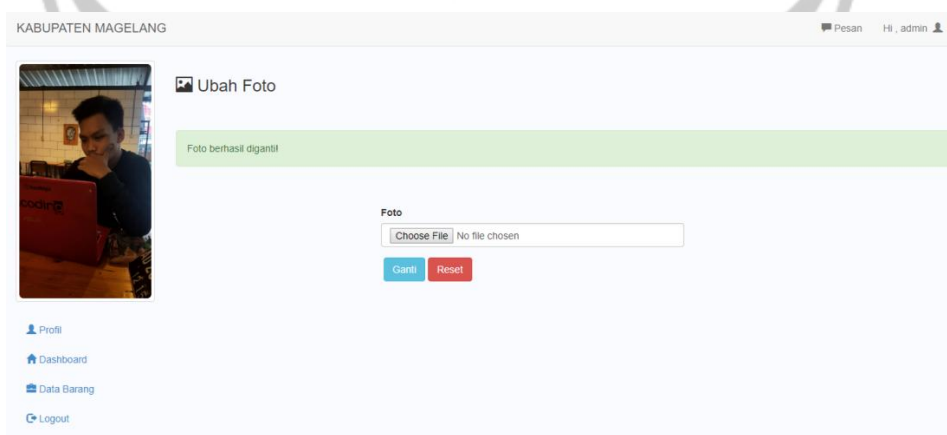 KABUPATEN MAGELANG
Pesan
Hi , admin
Ubah Foto
Foto berhasil diganti!
Foto
Choose File No file chosen
Ganti
Reset
coding
Profil
Dashboard
Data Barang
Logout